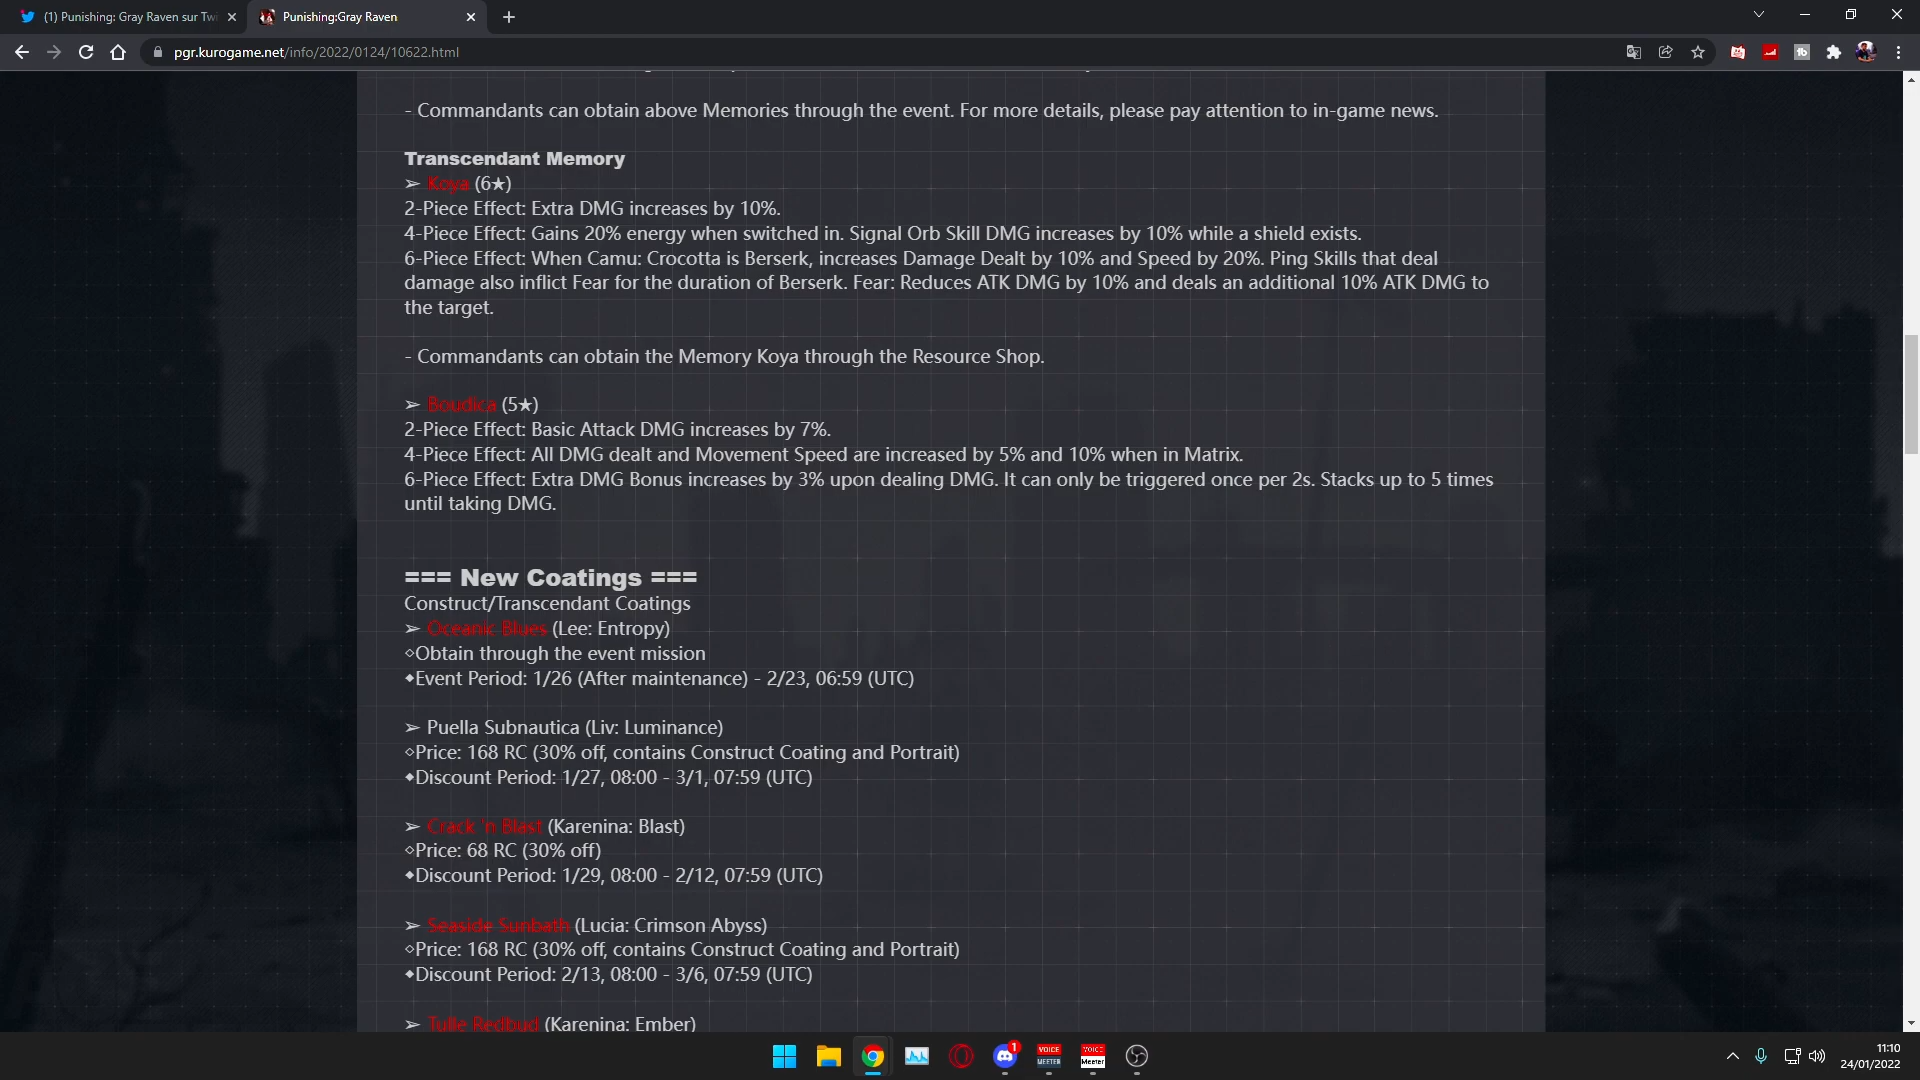 (1) Punishing: Gray Raven sur Twi
Punishing:Gray Raven
pgr.kurogame.net/info/2022/0124/10622.html
- Commandants can obtain above Memories through the event. For more details, please pay attention to in-game news.
Transcendant Memory
➢ Koya (6★)
2-Piece Effect: Extra DMG increases by 10%.
4-Piece Effect: Gains 20% energy when switched in. Signal Orb Skill DMG increases by 10% while a shield exists.
6-Piece Effect: When Camu: Crocotta is Berserk, increases Damage Dealt by 10% and Speed by 20%. Ping Skills that deal
damage also inflict Fear for the duration of Berserk. Fear: Reduces ATK DMG by 10% and deals an additional 10% ATK DMG to
the target.
- Commandants can obtain the Memory Koya through the Resource Shop.
➢ Boudica (5★)
2-Piece Effect: Basic Attack DMG increases by 7%.
4-Piece Effect: All DMG dealt and Movement Speed are increased by 5% and 10% when in Matrix.
6-Piece Effect: Extra DMG Bonus increases by 3% upon dealing DMG. It can only be triggered once per 2s. Stacks up to 5 times
until taking DMG.
=== New Coatings ===
Construct/Transcendant Coatings
➢ Oceanic Blues (Lee: Entropy)
◇Obtain through the event mission
◆Event Period: 1/26 (After maintenance) - 2/23, 06:59 (UTC)
➢ Puella Subnautica (Liv: Luminance)
◇Price: 168 RC (30% off, contains Construct Coating and Portrait)
◆Discount Period: 1/27, 08:00 - 3/1, 07:59 (UTC)
➢ Crack 'n Blast (Karenina: Blast)
◇Price: 68 RC (30% off)
◆Discount Period: 1/29, 08:00 - 2/12, 07:59 (UTC)
➢ Seaside Sunbath (Lucia: Crimson Abyss)
◇Price: 168 RC (30% off, contains Construct Coating and Portrait)
◆Discount Period: 2/13, 08:00 - 3/6, 07:59 (UTC)
➢ Tulle Redbud (Karenina: Ember)
1
VOICE
MEETER
VOICE
Meeter
11:10
24/01/2022